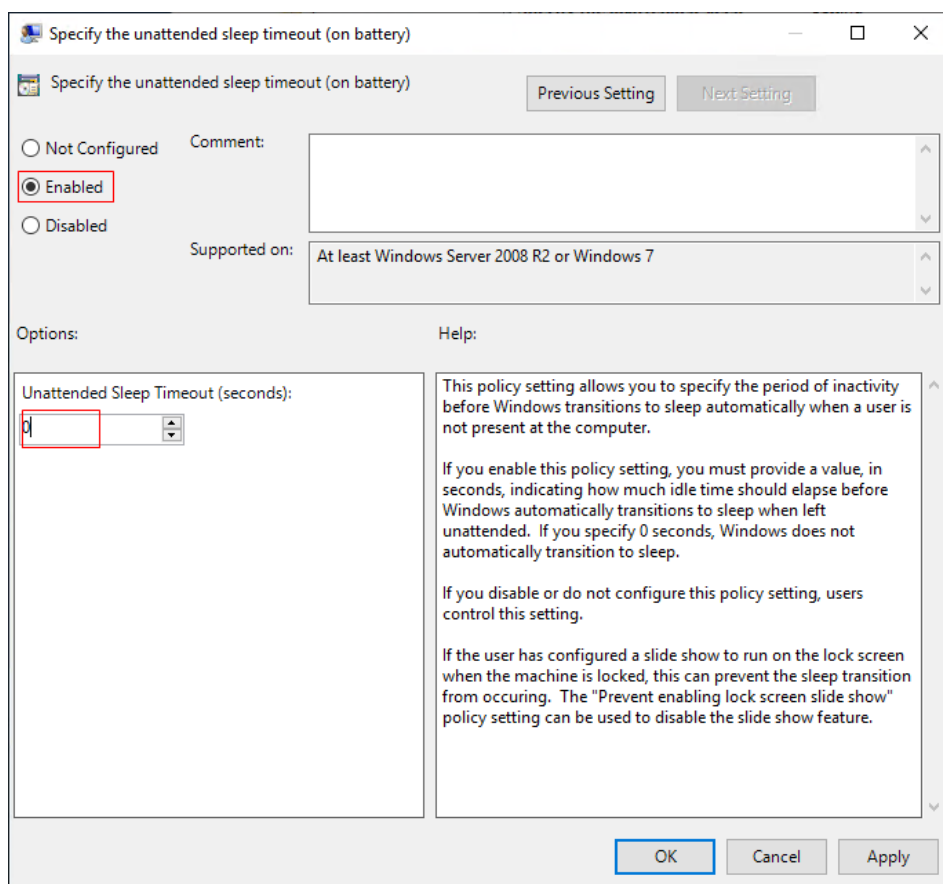 Specify the unattended sleep timeout (on battery)
Specify the unattended sleep timeout (on battery)
Previous Setting
Next Setting
Not Configured
Comment:
Enabled
Disabled
Supported on:
At least Windows Server 2008 R2 or Windows 7
Options:
Help:
Unattended Sleep Timeout (seconds):
0
This policy setting allows you to specify the period of inactivity
before Windows transitions to sleep automatically when a user is
not present at the computer.
If you enable this policy setting, you must provide a value, in
seconds, indicating how much idle time should elapse before
Windows automatically transitions to sleep when left
unattended.  If you specify 0 seconds, Windows does not
automatically transition to sleep.
If you disable or do not configure this policy setting, users
control this setting.
If the user has configured a slide show to run on the lock screen
when the machine is locked, this can prevent the sleep transition
from occuring.  The "Prevent enabling lock screen slide show"
policy setting can be used to disable the slide show feature.
OK
Cancel
Apply